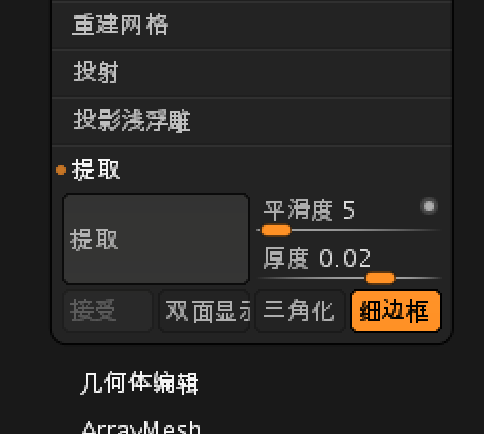 重建网格
投射
投影浅浮雕
提取
提取
平滑度 5
厚度 0.02
接受 双面显示 三角化 细边框
几何体编辑
ArrayMesh